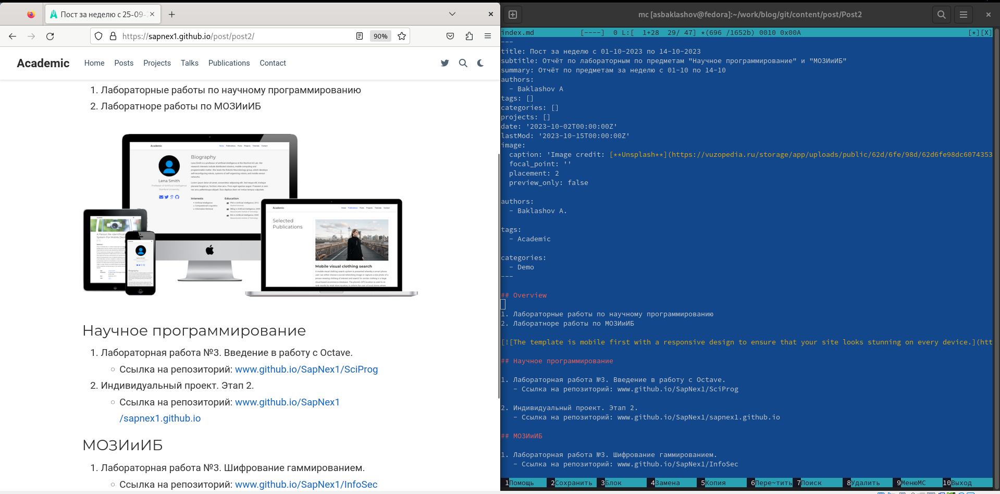 Пост за неделю с 25-09-
https://sapnex1.github.io/post/post2/
90%
Academic
Home Posts Projects Talks Publications Contact
1. Лабораторные работы по научному программированию
2. Лаборатноре работы по МОЗИиИБ
Academic
Biography
Lena Smith
Professor of Artificial Intelligence
Stanford University
Interests
Education
Academic
Selected
Publications
Mobile visual clothing search
Biography
Научное программирование
1. Лабораторная работа №3. Введение в работу с Octave.
Ссылка на репозиторий: www.github.io/SapNex1/SciProg
2. Индивидуальный проект. Этап 2.
Ссылка на репозиторий: www.github.io/SapNex1
/sapnex1.github.io
МОЗИиИБ
1. Лабораторная работа №3. Шифрование гаммированием.
Ссылка на репозиторий: www.github.io/SapNex1/InfoSec
mc [asbaklashov@fedora]:~/work/blog/git/content/post/Post2
index.md [----] 0 L:[ 1+28 29/ 47] *(696 /1652b) 0010 0x00A [*][X]
---
title: Пост за неделю с 01-10-2023 по 14-10-2023
subtitle: Отчёт по лабораторным по предметам "Научное программирование" и "МОЗИиИБ"
summary: Отчёт по предметам за неделю с 01-10 по 14-10
authors:
- Baklashov A
tags: []
categories: []
projects: []
date: '2023-10-02T00:00:00Z'
lastMod: '2023-10-15T00:00:00Z'
image:
caption: 'Image credit: [**Unsplash**](https://vuzopedia.ru/storage/app/uploads/public/62d/6fe/98d/62d6fe98dc6074353
focal_point: ''
placement: 2
preview_only: false
authors:
- Baklashov A.
tags:
- Academic
categories:
- Demo
---
## Overview
1. Лабораторные работы по научному программированию
2. Лаборатноре работы по МОЗИиИБ
[![The template is mobile first with a responsive design to ensure that your site looks stunning on every device.](htt
## Научное программирование
1. Лабораторная работа №3. Введение в работу с Octave.
- Ссылка на репозиторий: www.github.io/SapNex1/SciProg
2. Индивидуальный проект. Этап 2.
- Ссылка на репозиторий: www.github.io/SapNex1/sapnex1.github.io
## МОЗИиИБ
1. Лабораторная работа №3. Шифрование гаммированием.
- Ссылка на репозиторий: www.github.io/SapNex1/InfoSec
1Помощь 2Сохранить 3Блок 4Замена 5Копия 6Пере~тить 7Поиск 8Удалить 9МенюМС 10Выход